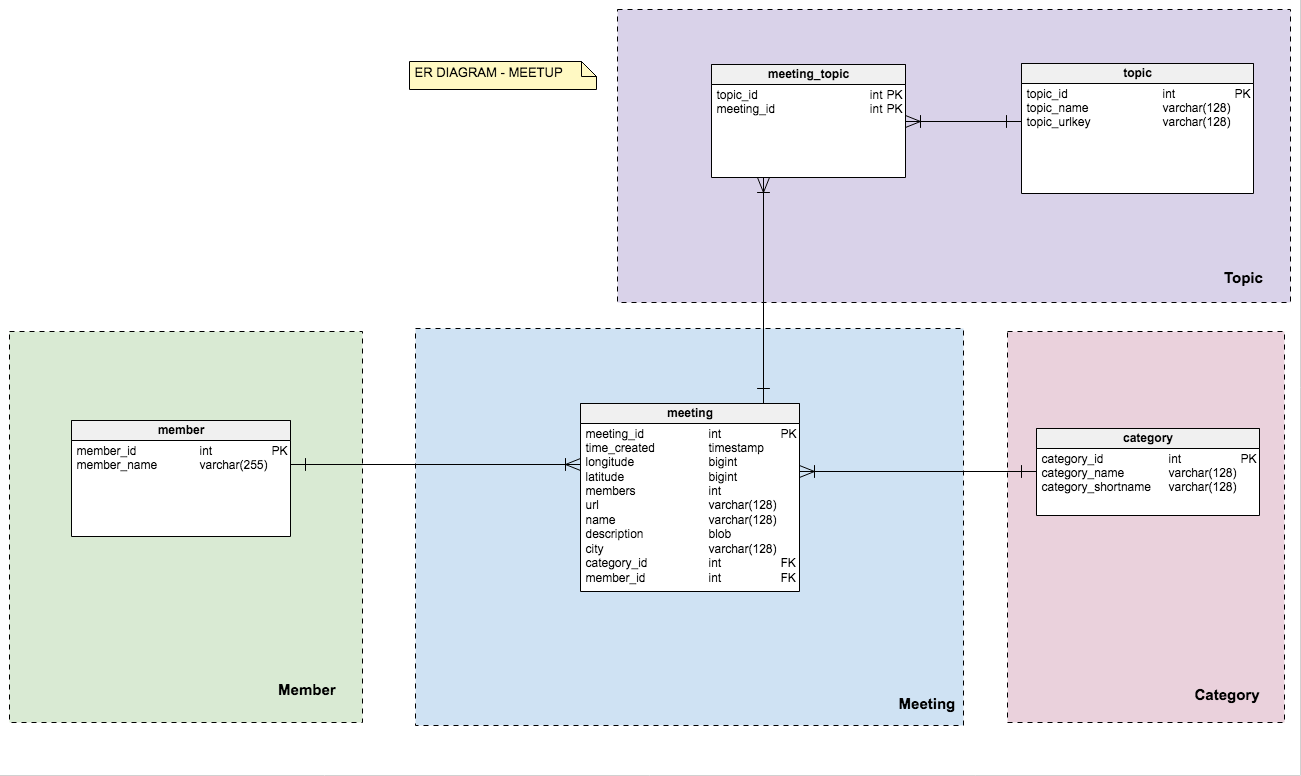 ER DIAGRAM - MEETUP
meeting_topic
topic_id int PK
meeting_id int PK
topic
topic_id int PK
topic_name varchar(128)
topic_urlkey varchar(128)
Topic
member
member_id int PK
member_name varchar(255)
Member
meeting
meeting_id int PK
time_created timestamp
longitude bigint
latitude bigint
members int
url varchar(128)
name varchar(128)
description blob
city varchar(128)
category_id int FK
member_id int FK
Meeting
category
category_id int PK
category_name varchar(128)
category_shortname varchar(128)
Category